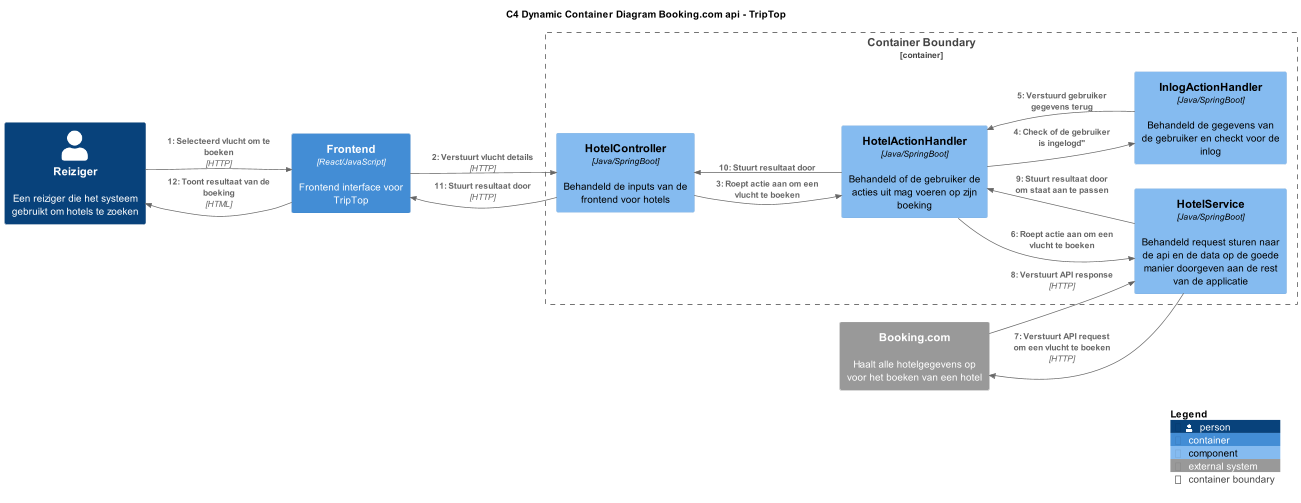 C4 Dynamic Container Diagram Booking.com api - TripTop
Container Boundary
[container]
Reiziger
Een reiziger die het systeem
gebruikt om hotels te zoeken
1: Selecteerd vlucht om te
boeken
[HTTP]
12: Toont resultaat van de
boeking
[HTML]
Frontend
[React/JavaScript]
Frontend interface voor
TripTop
2: Verstuurt vlucht details
[HTTP]
11: Stuurt resultaat door
[HTTP]
HotelController
[Java/SpringBoot]
Behandeld de inputs van de
frontend voor hotels
10: Stuurt resultaat door
3: Roept actie aan om een
vlucht te boeken
HotelActionHandler
[Java/SpringBoot]
Behandeld of de gebruiker de
acties uit mag voeren op zijn
boeking
5: Verstuurd gebruiker
gegevens terug
4: Check of de gebruiker
is ingelogd"
9: Stuurt resultaat door
om staat aan te passen
6: Roept actie aan om een
vlucht te boeken
8: Verstuurt API response
[HTTP]
7: Verstuurt API request
om een vlucht te boeken
[HTTP]
InlogActionHandler
[Java/SpringBoot]
Behandeld de gegevens van
de gebruiker en checkt voor de
inlog
HotelService
[Java/SpringBoot]
Behandeld request sturen naar
de api en de data op de goede
manier doorgeven aan de rest
van de applicatie
Booking.com
Haalt alle hotelgegevens op
voor het boeken van een hotel
Legend
person
container
component
external system
container boundary